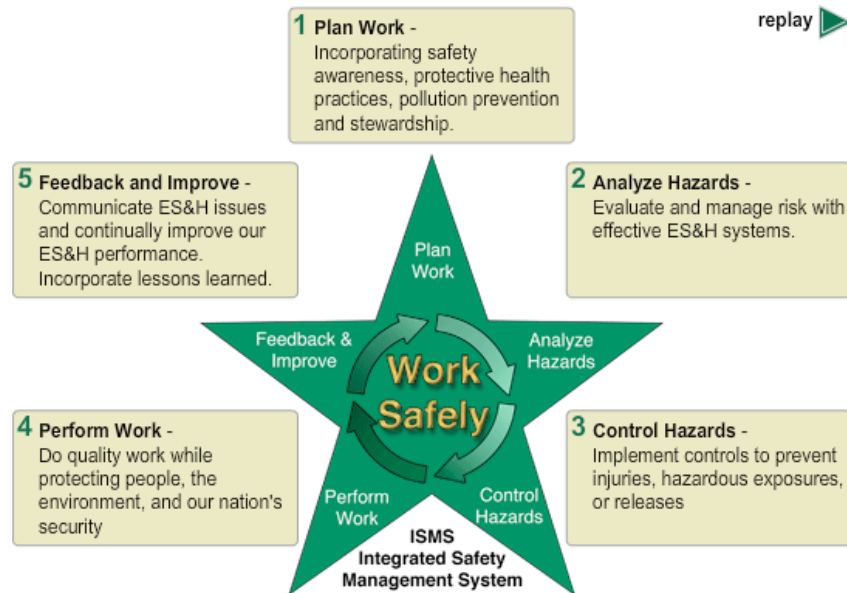 replay
1 Plan Work -
Incorporating safety
awareness, protective health
practices, pollution prevention
and stewardship.
5 Feedback and Improve -
Communicate ES&H issues
and continually improve our
ES&H performance.
Incorporate lessons learned.
2 Analyze Hazards -
Evaluate and manage risk with
effective ES&H systems.
Plan
Work
Feedback &
Improve
Analyze
Hazards
Work
Safely
4 Perform Work -
Do quality work while
protecting people, the
environment, and our nation's
security
3 Control Hazards -
Implement controls to prevent
injuries, hazardous exposures,
or releases
Perform
Work
Control
Hazards
ISMS
Integrated Safety
Management System